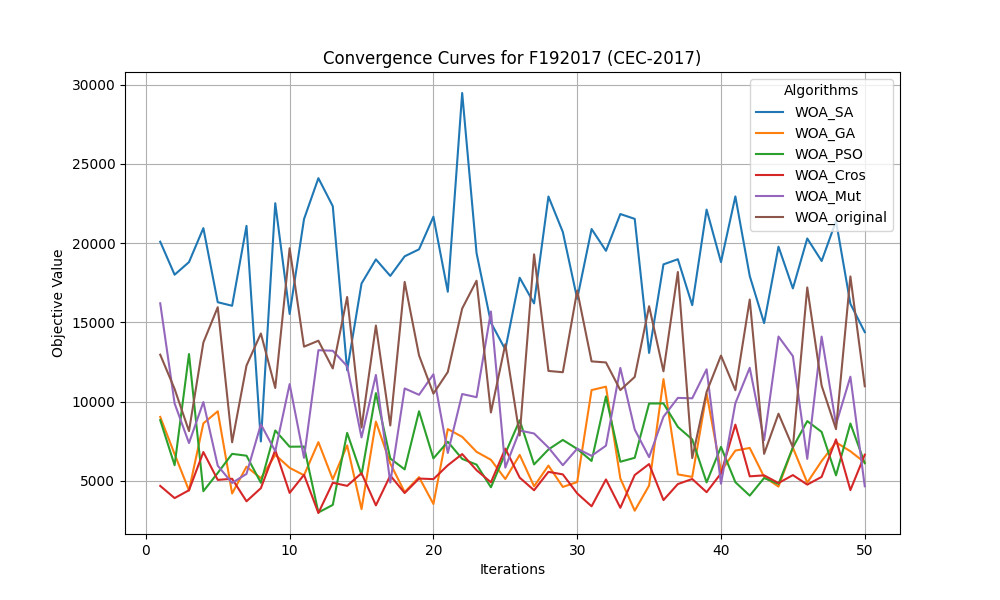 Convergence Curves for F192017 (CEC-2017)
30000
25000
20000
15000
10000
5000
Objective Value
0
10
20
30
40
50
Iterations
Algorithms
WOA_SA
WOA_GA
WOA_PSO
WOA_Cros
WOA_Mut
WOA_original